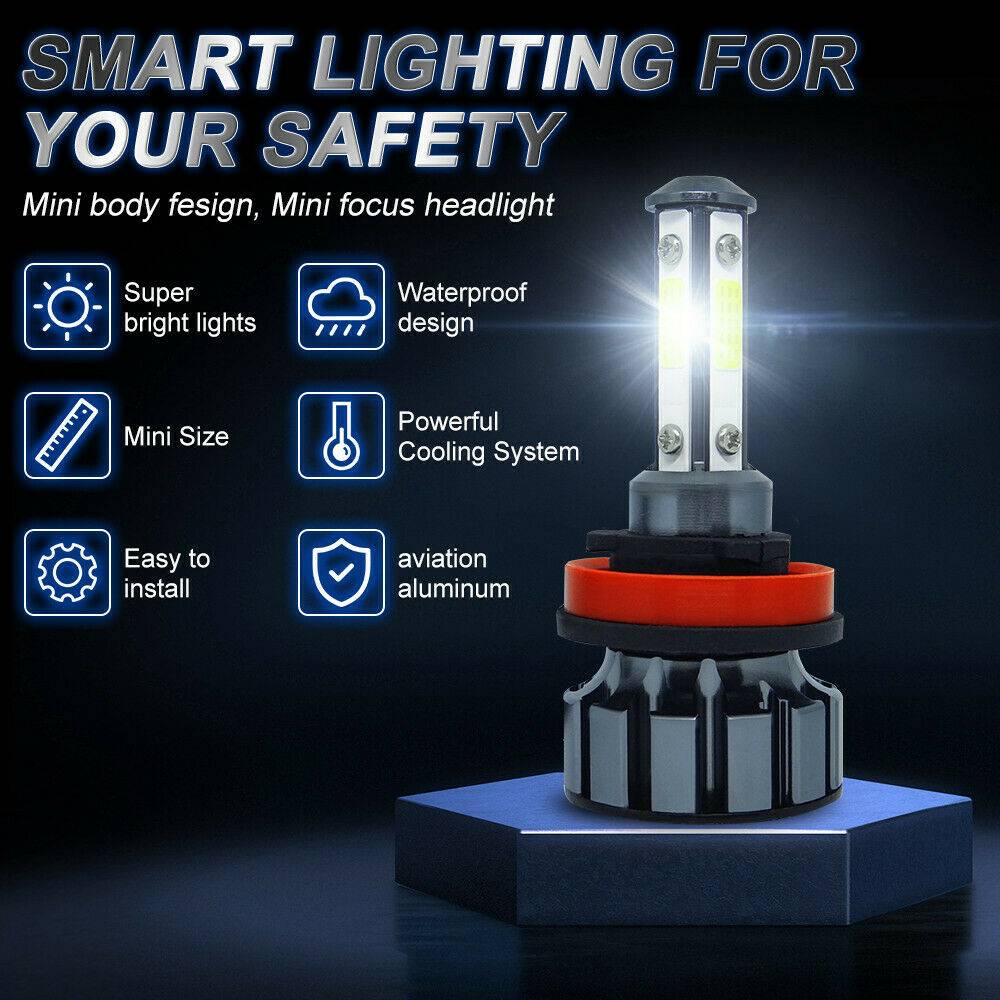 SMART LIGHTING FOR
YOUR SAFETY
Mini body fesign, Mini focus headlight
Super
bright lights
Waterproof
design
Mini Size
Powerful
Cooling System
Easy to
install
aviation
aluminum